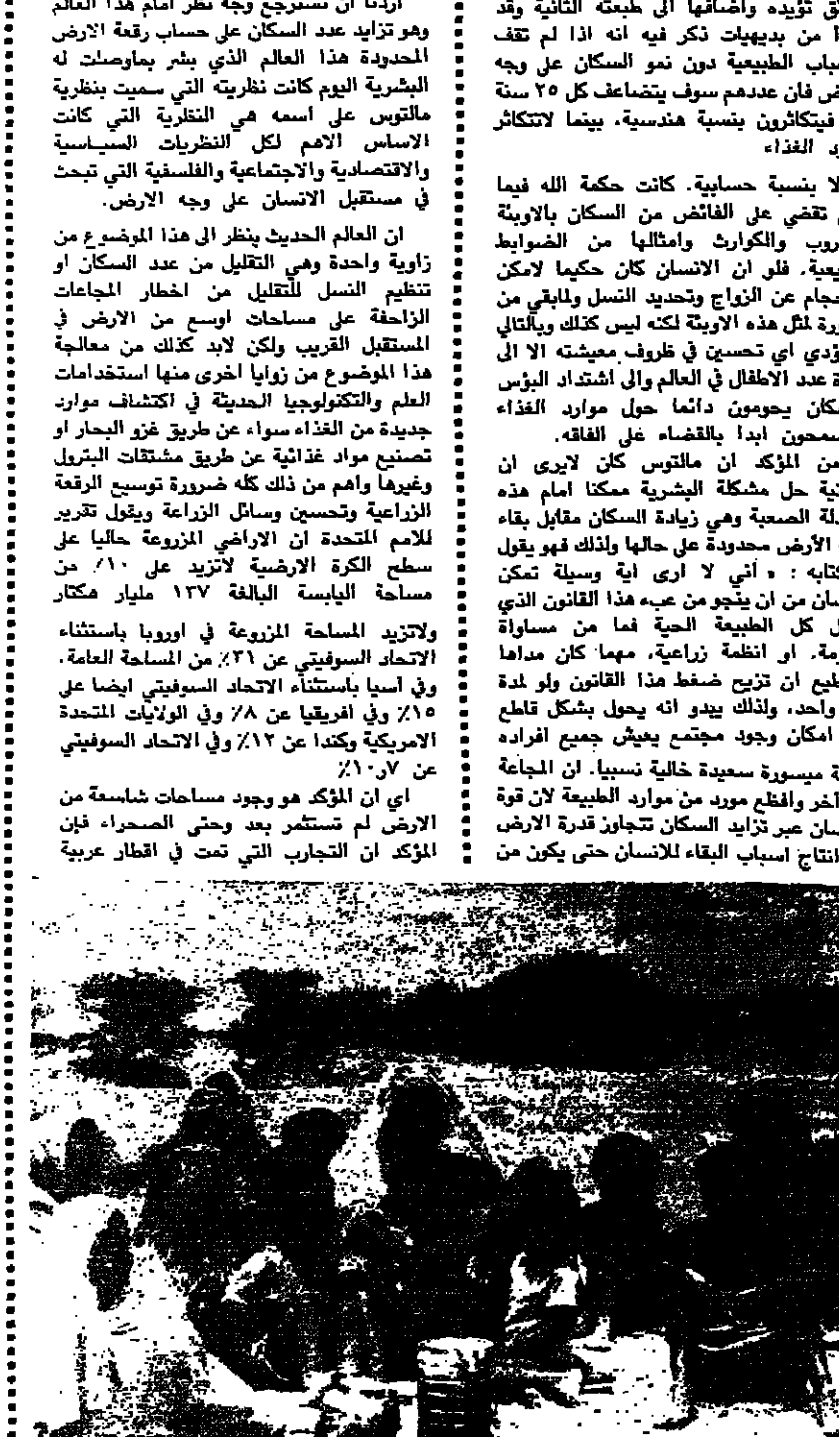 ق تؤيده واضافها الى طبعته الثانية وقد
من بديهيات ذكر فيه انه اذا لم تقف
باب الطبيعية دون نمو السكان على وجه
ض فان عددهم سوف يتضاعف كل ٢٥ سنة
فيتكاثرون بنسبة هندسية، بينما لاتتكاثر
د الغذاء
لا بنسبة حسابية. كانت حكمة الله فيما
تقضي على الفائض من السكان بالاوبئة
روب والكوارث وامثالها من الضوابط
يعية، فلو ان الانسان كان حكيما لامكن
حجام عن الزواج وتحديد النسل ولمابقي من
ورة لمثل هذه الاوبئة لكنه ليس كذلك وبالتالي
ؤدي اي تحسين في ظروف معيشته الا الى
ة عدد الاطفال في العالم والى اشتداد البؤس
سكان يحومون دائما حول موارد الغذاء
سمحون ابدا بالقضاء على الفاقه.
من المؤكد ان مالتوس كان لايرى ان
نية حل مشكلة البشرية ممكنا امام هذه
لة الصعبة وهي زيادة السكان مقابل بقاء
الأرض محدودة على حالها ولذلك فهو يقول
كتابه : « أني لا ارى اية وسيلة تمكن
سان من ان ينجو من عبء هذا القانون الذي
ل كل الطبيعة الحية فما من مساواة
ومة، او انظمة زراعية، مهما كان مداها
طيع ان تزيح ضغط هذا القانون ولو لمدة
واحد، ولذلك يبدو انه يحول بشكل قاطع
امكان وجود مجتمع يعيش جميع افراده
ة ميسورة سعيدة خالية نسبيا. ان المجاعة
آخر وافظع مورد من موارد الطبيعة لان قوة
سان عبر تزايد السكان تتجاوز قدرة الارض
انتاج اسباب البقاء للانسان حتى يكون من
اردنا ان نسترجع وجه نظر امام هذا العالم
وهو تزايد عدد السكان على حساب رقعة الارض
المحدودة هذا العالم الذي بشر بماوصلت له
البشرية اليوم كانت نظريته التي سميت بنظرية
مالتوس على اسمه هي النظرية التي كانت
الاساس الاهم لكل النظريات السياسية
والاقتصادية والاجتماعية والفلسفية التي تبحث
في مستقبل الانسان على وجه الارض.
ان العالم الحديث ينظر الى هذا الموضوع من
زاوية واحدة وهي التقليل من عدد السكان او
تنظيم النسل للتقليل من اخطار المجاعات
الزاحفة على مساحات اوسع من الارض في
المستقبل القريب ولكن لابد كذلك من معالجة
هذا الموضوع من زوايا اخرى منها استخدامات
العلم والتكنولوجيا الحديثة في اكتشاف موارد
جديدة من الغذاء سواء عن طريق غزو البحار او
تصنيع مواد غذائية عن طريق مشتقات البترول
وغيرها واهم من ذلك كله ضرورة توسيع الرقعة
الزراعية وتحسين وسائل الزراعة ويقول تقرير
للامم المتحدة ان الاراضي المزروعة حاليا على
سطح الكرة الارضية لاتزيد على ١٠٪ من
مساحة اليابسة البالغة ١٣٧ مليار هكتار
ولاتزيد المساحة المزروعة في اوروبا باستثناء
الاتحاد السوفيتي عن ٣١٪ من المساحة العامة،
وفي آسيا باستثناء الاتحاد السوفيتي ايضا على
١٥٪ وفي افريقيا عن ٨٪ وفي الولايات المتحدة
الامريكية وكندا عن ١٢٪ وفي الاتحاد السوفيتي
عن ٧ر١٠٪
اي ان المؤكد هو وجود مساحات شاسعة من
الارض لم تستثمر بعد وحتى الصحراء فإن
المؤكد ان التجارب التي تمت في اقطار عربية